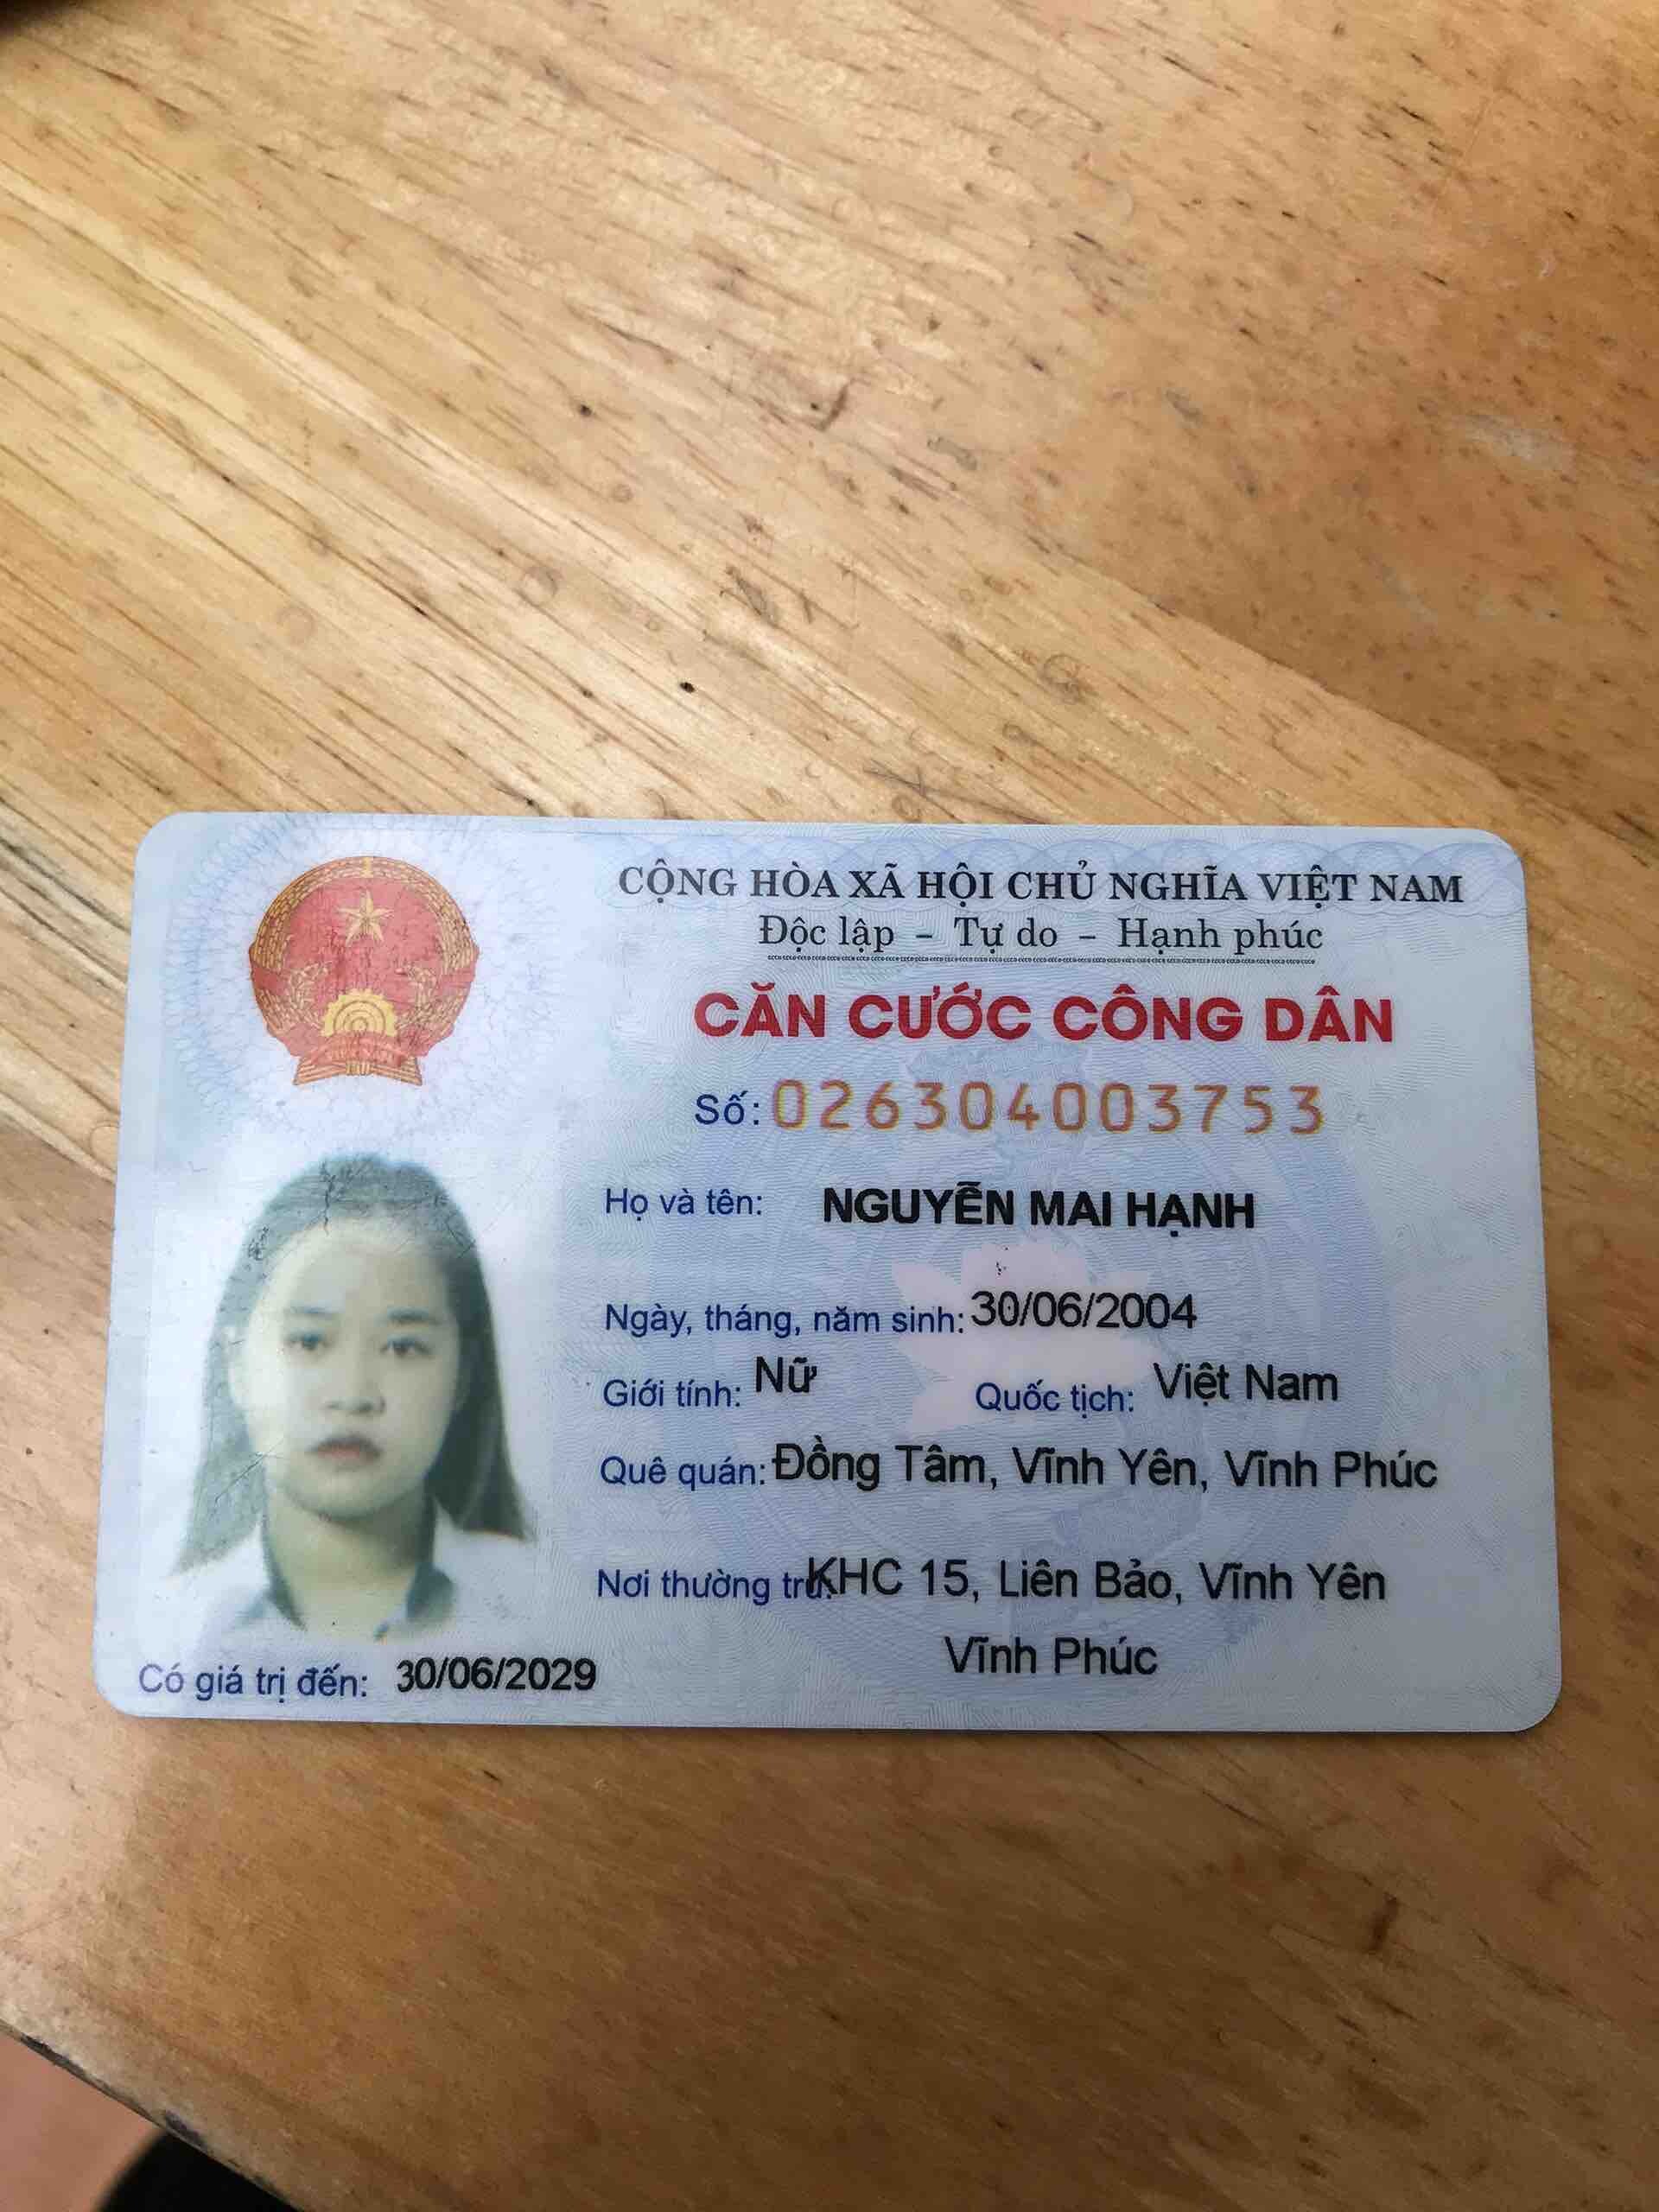 CỘNG HÒA XÃ HỘI CHỦ NGHĨA VIỆT NAM
Độc lập – Tự do – Hạnh phúc
CĂN CƯỚC CÔNG DÂN
Số: 026304003753
Họ và tên: NGUYỄN MAI HẠNH
Ngày, tháng, năm sinh: 30/06/2004
Giới tính: Nữ Quốc tịch: Việt Nam
Quê quán: Đồng Tâm, Vĩnh Yên, Vĩnh Phúc
Nơi thường trú: KHC 15, Liên Bảo, Vĩnh Yên
Vĩnh Phúc
Có giá trị đến: 30/06/2029